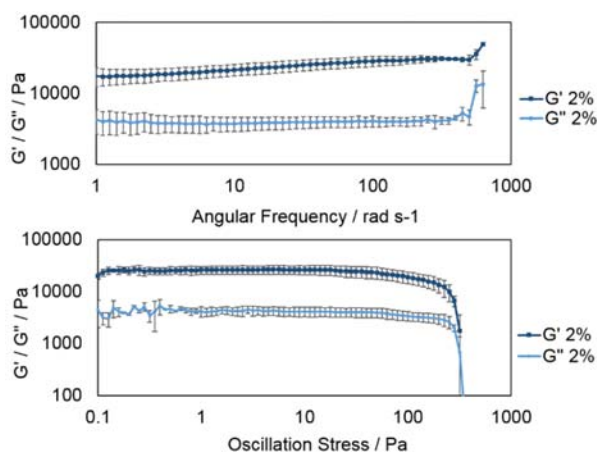 100000
10000
1000
G' / G'' / Pa
1 10 100 1000
Angular Frequency / rad s-1
G' 2%
G'' 2%
100000
10000
1000
100
G' / G'' / Pa
0.1 1 10 100 1000
Oscillation Stress / Pa
G' 2%
G'' 2%